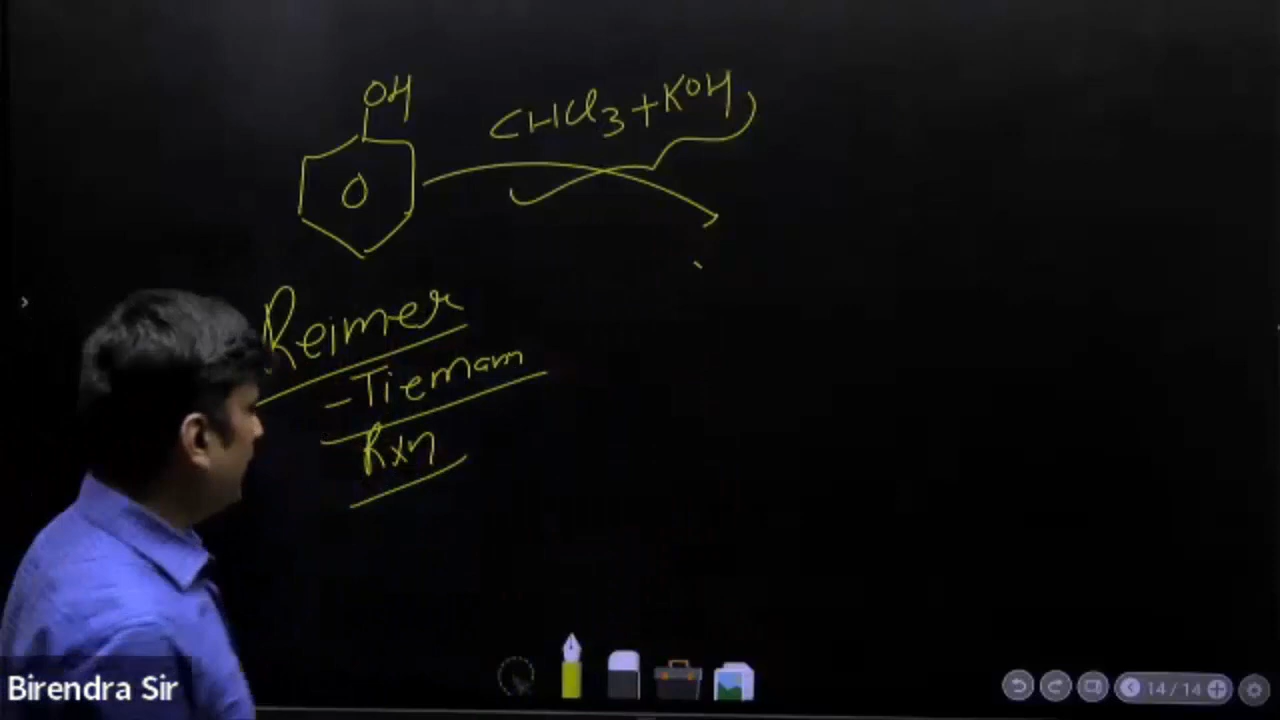 OH
CHCl3+KOH
O
Reimer
-Tiemann
Rxn
Birendra Sir
14/14